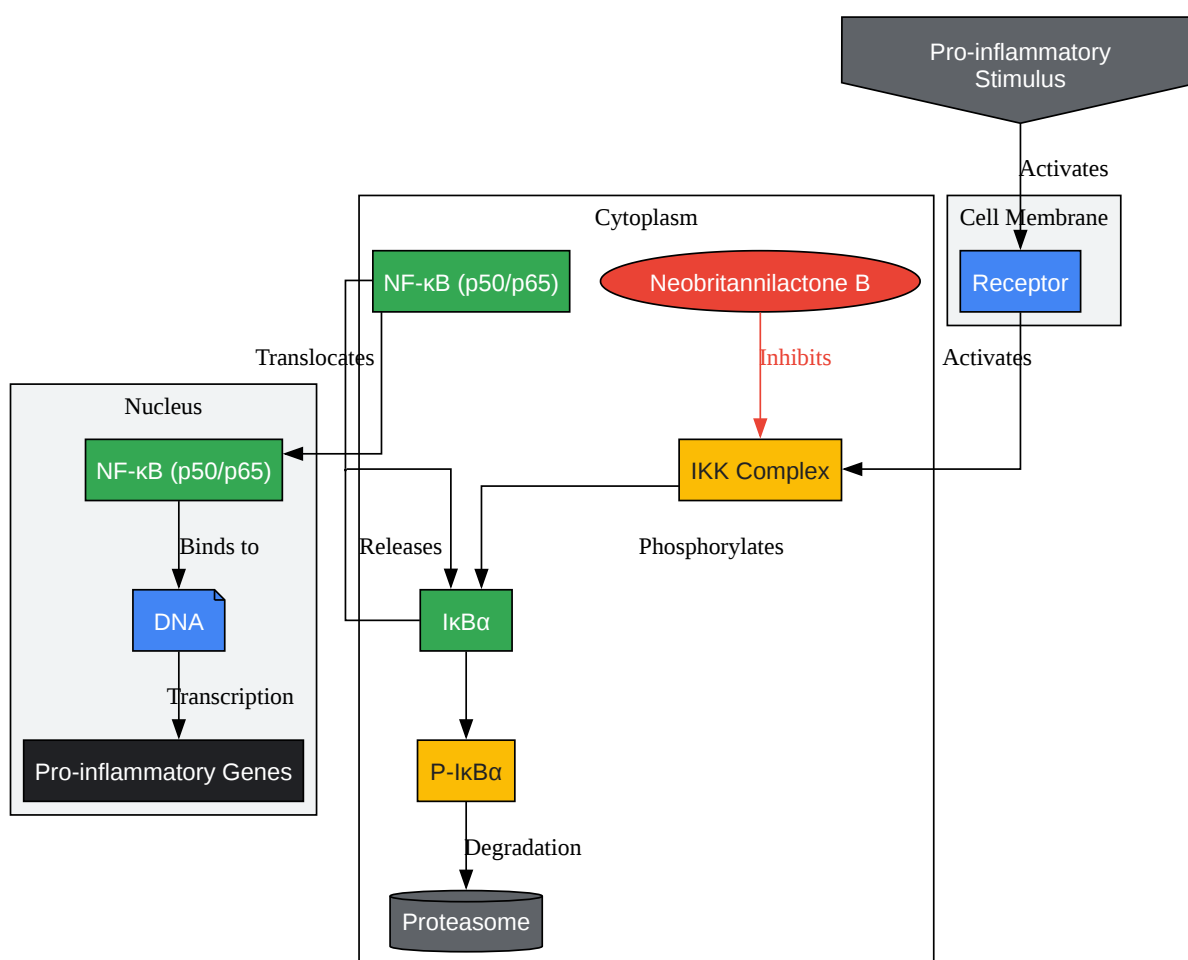 Pro-inflammatory
Stimulus
Activates
Cytoplasm
Cell Membrane
NF-κB (p50/p65)
Neobritannilactone B
Receptor
Translocates
Inhibits
Activates
Nucleus
NF-κB (p50/p65)
IKK Complex
Binds to
Releases
Phosphorylates
DNA
IκBα
Transcription
Pro-inflammatory Genes
P-IκBα
Degradation
Proteasome